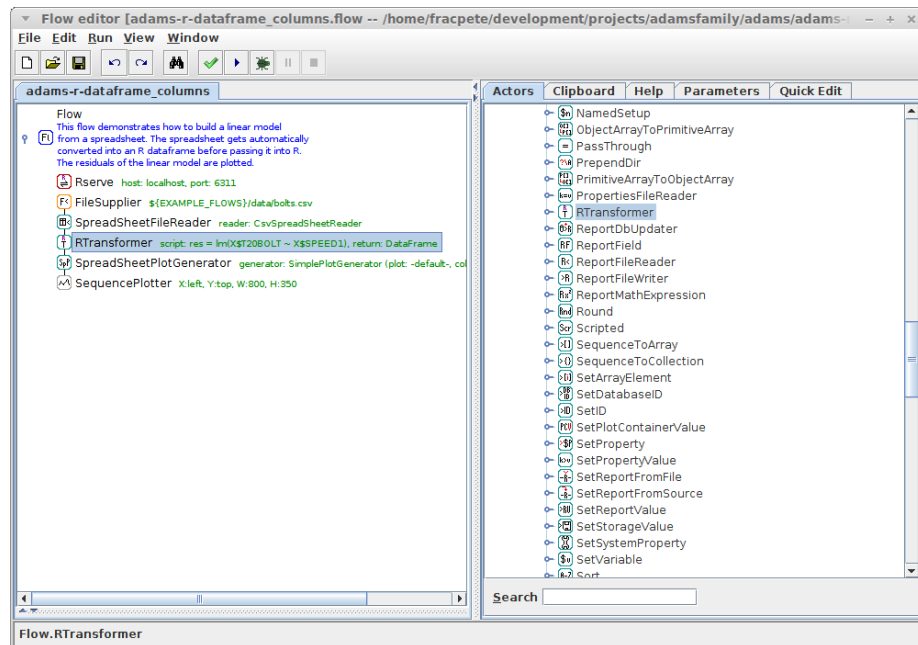 Flow editor [adams-r-dataframe_columns.flow -- /home/fracpete/development/projects/adamsfamily/adams/adams-
File Edit Run View Window
adams-r-dataframe_columns
Flow
This flow demonstrates how to build a linear model
from a spreadsheet. The spreadsheet gets automatically
converted into an R dataframe before passing it into R.
The residuals of the linear model are plotted.
Rserve host: localhost, port: 6311
FileSupplier ${EXAMPLE_FLOWS}/data/bolts.csv
SpreadSheetFileReader reader: CsvSpreadSheetReader
RTransformer script: res = lm(X$T20BOLT ~ X$SPEED1), return: DataFrame
SpreadSheetPlotGenerator generator: SimplePlotGenerator (plot: -default-, col
SequencePlotter X:left, Y:top, W:800, H:350
Actors Clipboard Help Parameters Quick Edit
NamedSetup
ObjectArrayToPrimitiveArray
PassThrough
PrependDir
PrimitiveArrayToObjectArray
PropertiesFileReader
RTransformer
ReportDbUpdater
ReportField
ReportFileReader
ReportFileWriter
ReportMathExpression
Round
Scripted
SequenceToArray
SequenceToCollection
SetArrayElement
SetDatabaseID
SetID
SetPlotContainerValue
SetProperty
SetPropertyValue
SetReportFromFile
SetReportFromSource
SetReportValue
SetStorageValue
SetSystemProperty
SetVariable
Sort
Search
Flow.RTransformer